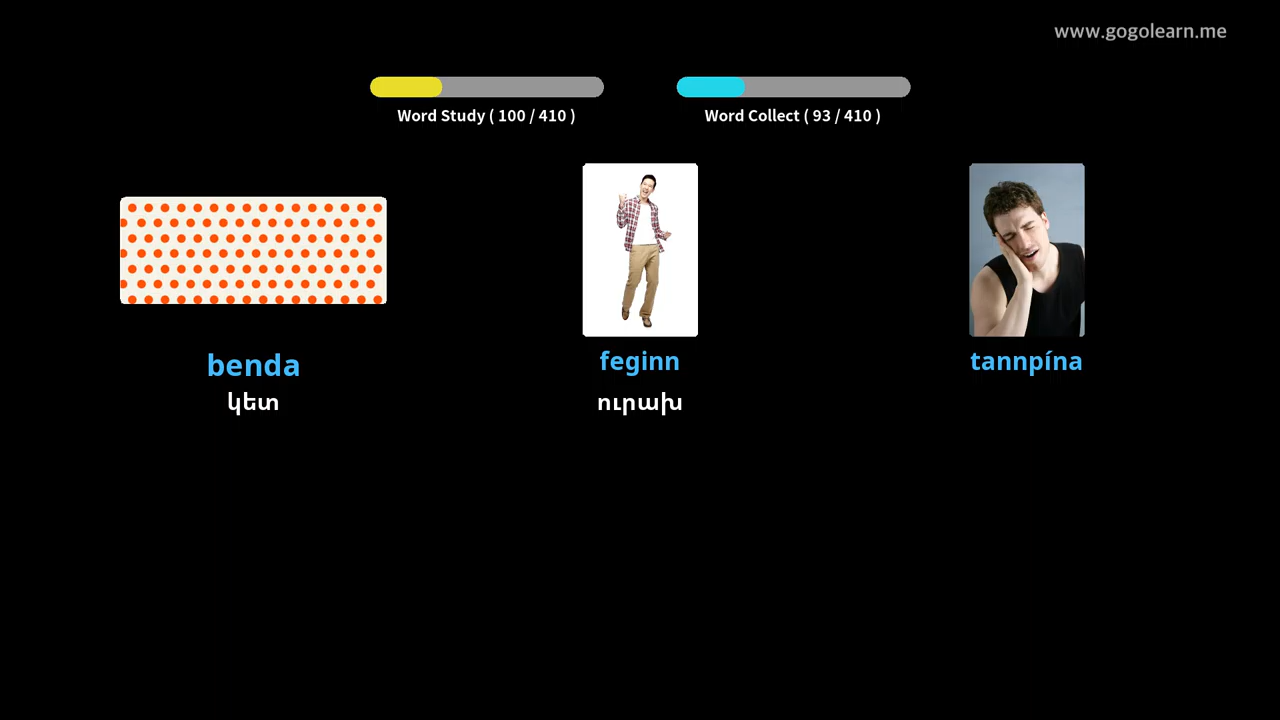 www.gogolearn.me
Word Study ( 100 / 410 )
Word Collect ( 93 / 410 )
benda
կետ
feginn
ուրախ
tannpína